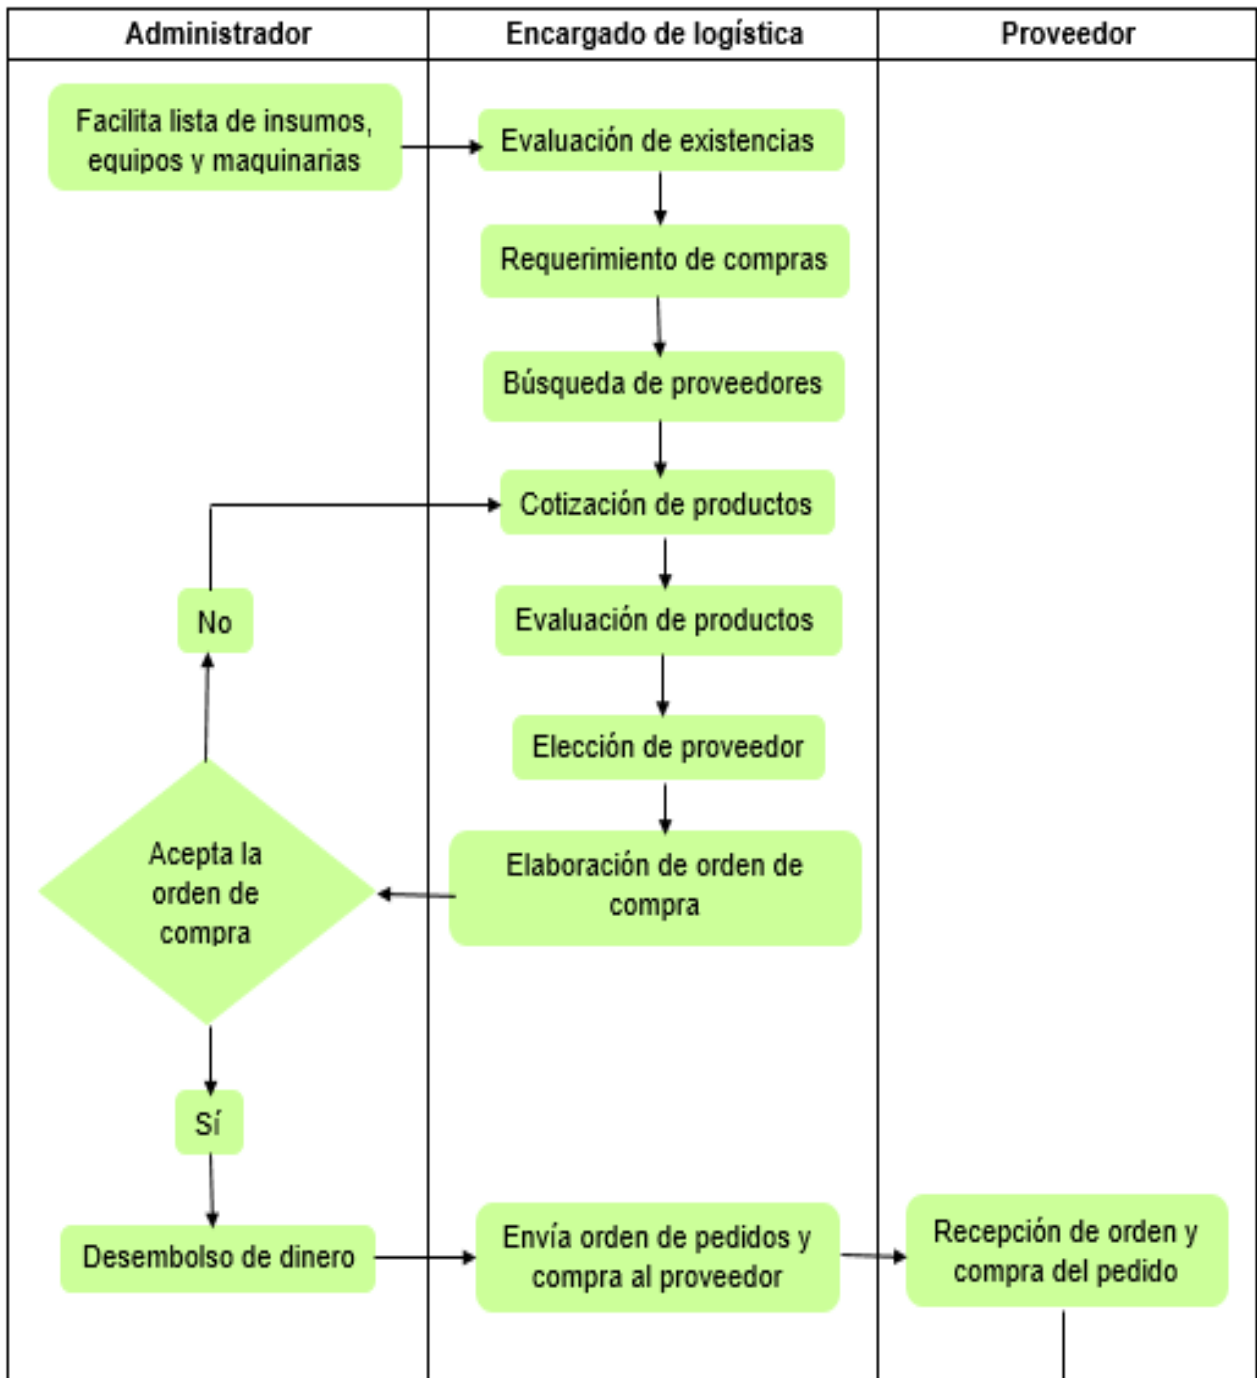 Administrador
Encargado de logística
Proveedor
Facilita lista de insumos,
equipos y maquinarias
Evaluación de existencias
Requerimiento de compras
Búsqueda de proveedores
Cotización de productos
No
Evaluación de productos
Elección de proveedor
Acepta la
orden de
compra
Elaboración de orden de
compra
Sí
Desembolso de dinero
Envía orden de pedidos y
compra al proveedor
Recepción de orden y
compra del pedido